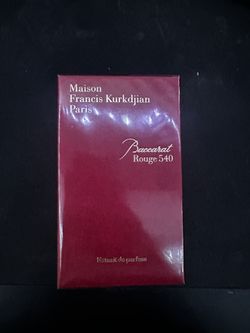 Maison
Francis Kurkdjian
Paris
Baccarat
Rouge 540
Extrait de parfum